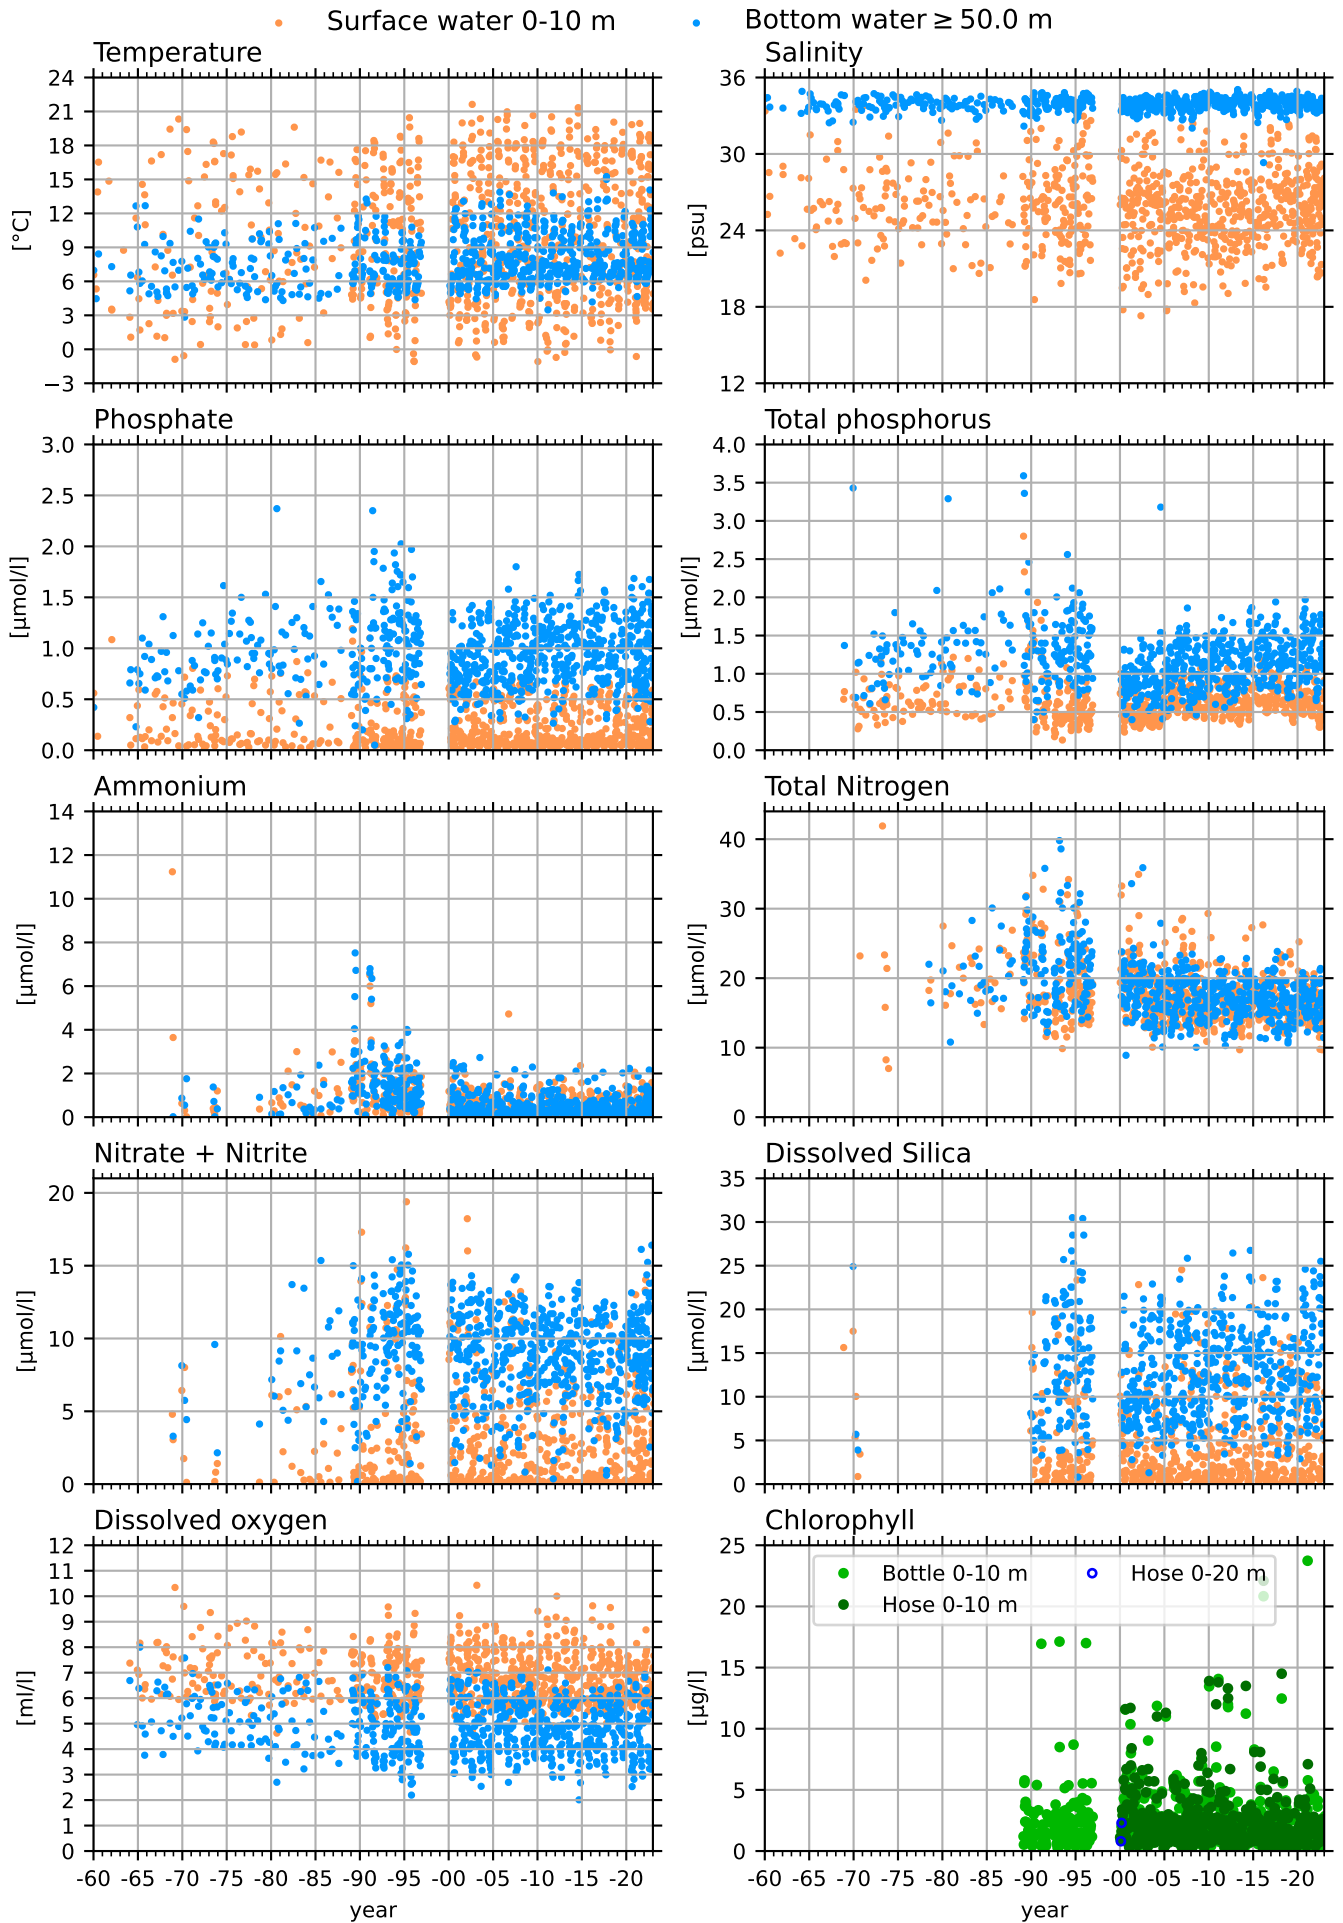 Surface water 0-10 m
Bottom water ≥ 50.0 m
Temperature
Salinity
24
21
18
15
12
9
6
3
0
−3
[°C]
36
30
24
18
12
[psu]
Phosphate
Total phosphorus
3.0
2.5
2.0
1.5
1.0
0.5
0.0
[µmol/l]
4.0
3.5
3.0
2.5
2.0
1.5
1.0
0.5
0.0
[µmol/l]
Ammonium
Total Nitrogen
14
12
10
8
6
4
2
0
[µmol/l]
40
30
20
10
0
[µmol/l]
Nitrate + Nitrite
Dissolved Silica
20
15
10
5
0
[µmol/l]
35
30
25
20
15
10
5
0
[µmol/l]
Dissolved oxygen
Chlorophyll
12
11
10
9
8
7
6
5
4
3
2
1
0
[ml/l]
25
20
15
10
5
0
[µg/l]
Bottle 0-10 m
Hose 0-20 m
Hose 0-10 m
-60 -65 -70 -75 -80 -85 -90 -95 -00 -05 -10 -15 -20
-60 -65 -70 -75 -80 -85 -90 -95 -00 -05 -10 -15 -20
year
year